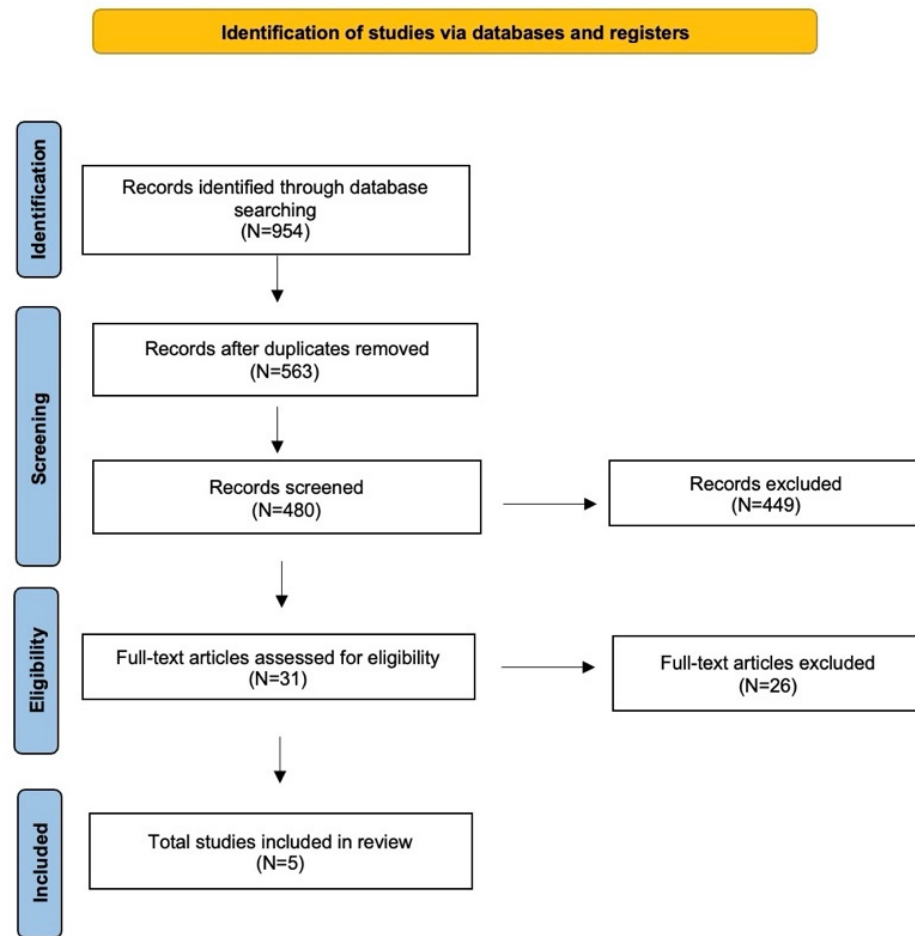 Identification of studies via databases and registers
Identification
Records identified through database
searching
(N=954)
Screening
Records after duplicates removed
(N=563)
Records screened
(N=480)
Records excluded
(N=449)
Eligibility
Full-text articles assessed for eligibility
(N=31)
Full-text articles excluded
(N=26)
Included
Total studies included in review
(N=5)